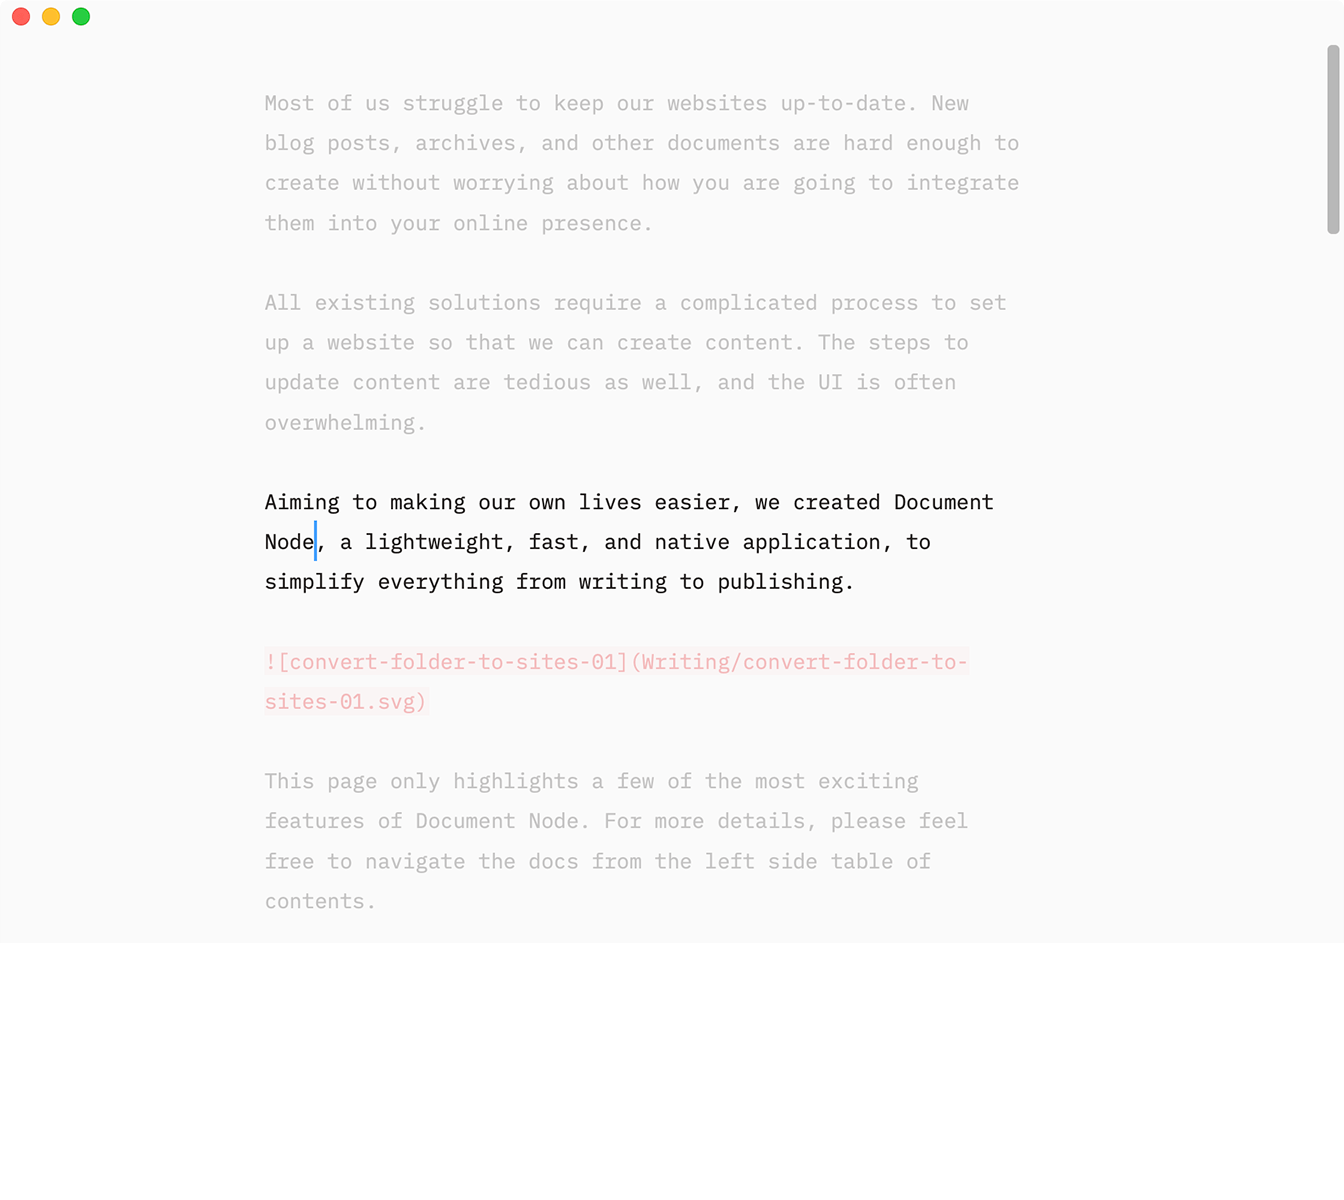 Most of us struggle to keep our websites up-to-date. New
blog posts, archives, and other documents are hard enough to
create without worrying about how you are going to integrate
them into your online presence.
All existing solutions require a complicated process to set
up a website so that we can create content. The steps to
update content are tedious as well, and the UI is often
overwhelming.
Aiming to making our own lives easier, we created Document
Node, a lightweight, fast, and native application, to
simplify everything from writing to publishing.
![convert-folder-to-sites-01](Writing/convert-folder-to-
sites-01.svg)
This page only highlights a few of the most exciting
features of Document Node. For more details, please feel
free to navigate the docs from the left side table of
contents.